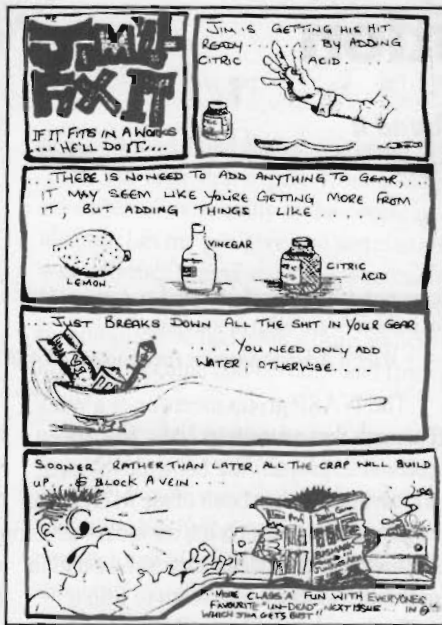 JIM'LL
FIX IT
IF IT FITS IN A WORKS
.... HE'LL DO IT....
JIM IS GETTING HIS HIT
READY........ BY ADDING
CITRIC ACID.
...THERE IS NO NEED TO ADD ANYTHING TO GEAR,...
IT MAY SEEM LIKE YOU'RE GETTING MORE FROM
IT, BUT ADDING THINGS LIKE....
LEMON.
VINEGAR
CITRIC
ACID
...JUST BREAKS DOWN ALL THE SHIT IN YOUR GEAR
.... YOU NEED ONLY ADD
WATER OTHERWISE.
SOONER RATHER THAN LATER, ALL THE CRAP WILL BUILD
UP... & BLOCK A VEIN.
MORE CLASS 'A' FUN WITH EVERYONES
FAVOURITE "UN-DEAD", NEXT ISSUE IN
WHICH JIM GETS BUST"